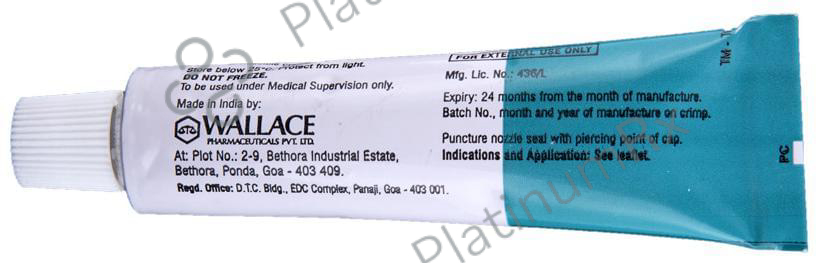 Store below 25°C. Protect from light.
DO NOT FREEZE.
To be used under Medical Supervision only.
Made in India by:
WALLACE
PHARMACEUTICALS PVT. LTD.
At: Plot No.: 2-9, Bethora Industrial Estate,
Bethora, Ponda, Goa - 403 409.
Regd. Office: D.T.C. Bldg., EDC Complex, Panaji, Goa - 403 001.
FOR EXTERNAL USE ONLY
Mfg. Lic. No.: 436/L
Expiry: 24 months from the month of manufacture.
Batch No., month and year of manufacture on crimp.
Puncture nozzle seal with piercing point of cap.
Indications and Application: See leaflet.
TM -
PC
Platinum
PlatinumRx